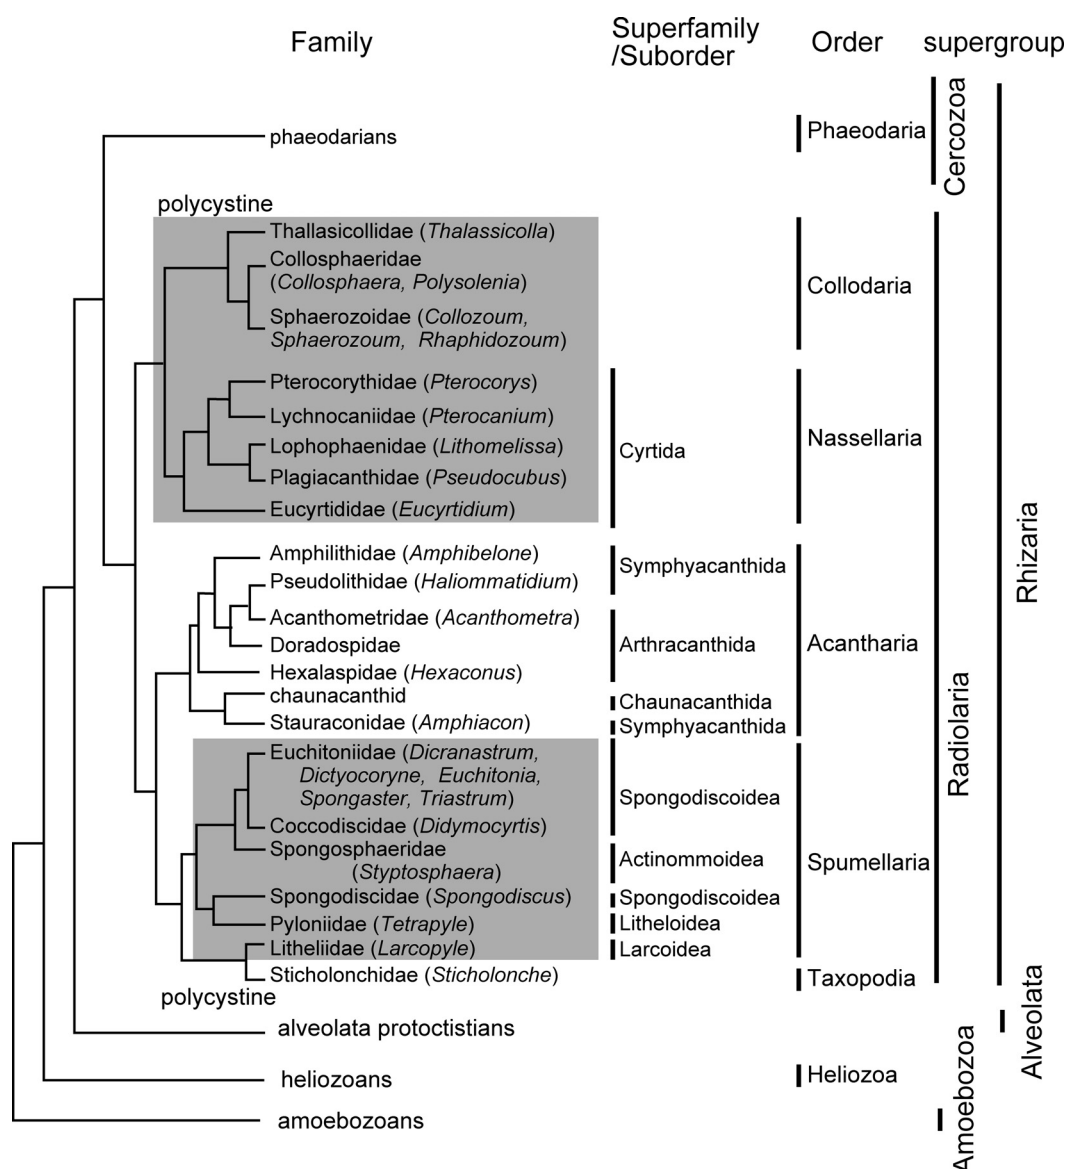 Family
Superfamily
/Suborder
Order
supergroup
phaeodarians
Phaeodaria
Cercozoa
polycystine
Thallasicollidae (Thalassicolla)
Collosphaeridae
(Collosphaera, Polysolenia)
Collodaria
Sphaerozoidae (Collozoum,
Sphaerozoum, Rhaphidozoum)
Pterocorythidae (Pterocorys)
Lychnocaniidae (Pterocanium)
Nassellaria
Lophophaenidae (Lithomelissa)
Cyrtida
Plagiacanthidae (Pseudocubus)
Eucyrtididae (Eucyrtidium)
Rhizaria
Amphilithidae (Amphibelone)
Symphyacanthida
Pseudolithidae (Haliommatidium)
Acanthometridae (Acanthometra)
Doradospidae
Arthracanthida
Acantharia
Hexalaspidae (Hexaconus)
chaunacanthid
Chaunacanthida
Stauraconidae (Amphiacon)
Symphyacanthida
Radiolaria
Euchitoniidae (Dicranastrum,
Dictyocoryne, Euchitonia,
Spongaster, Triastrum)
Spongodiscoidea
Coccodiscidae (Didymocyrtis)
Spongosphaeridae
(Styptosphaera)
Actinommoidea
Spumellaria
Spongodiscidae (Spongodiscus)
Spongodiscoidea
Pyloniidae (Tetrapyle)
Litheloidea
Litheliidae (Larcopyle)
Larcoidea
Sticholonchidae (Sticholonche)
Taxopodia
polycystine
alveolata protoctistians
Alveolata
heliozoans
Heliozoa
amoebozoans
Amoebozoa